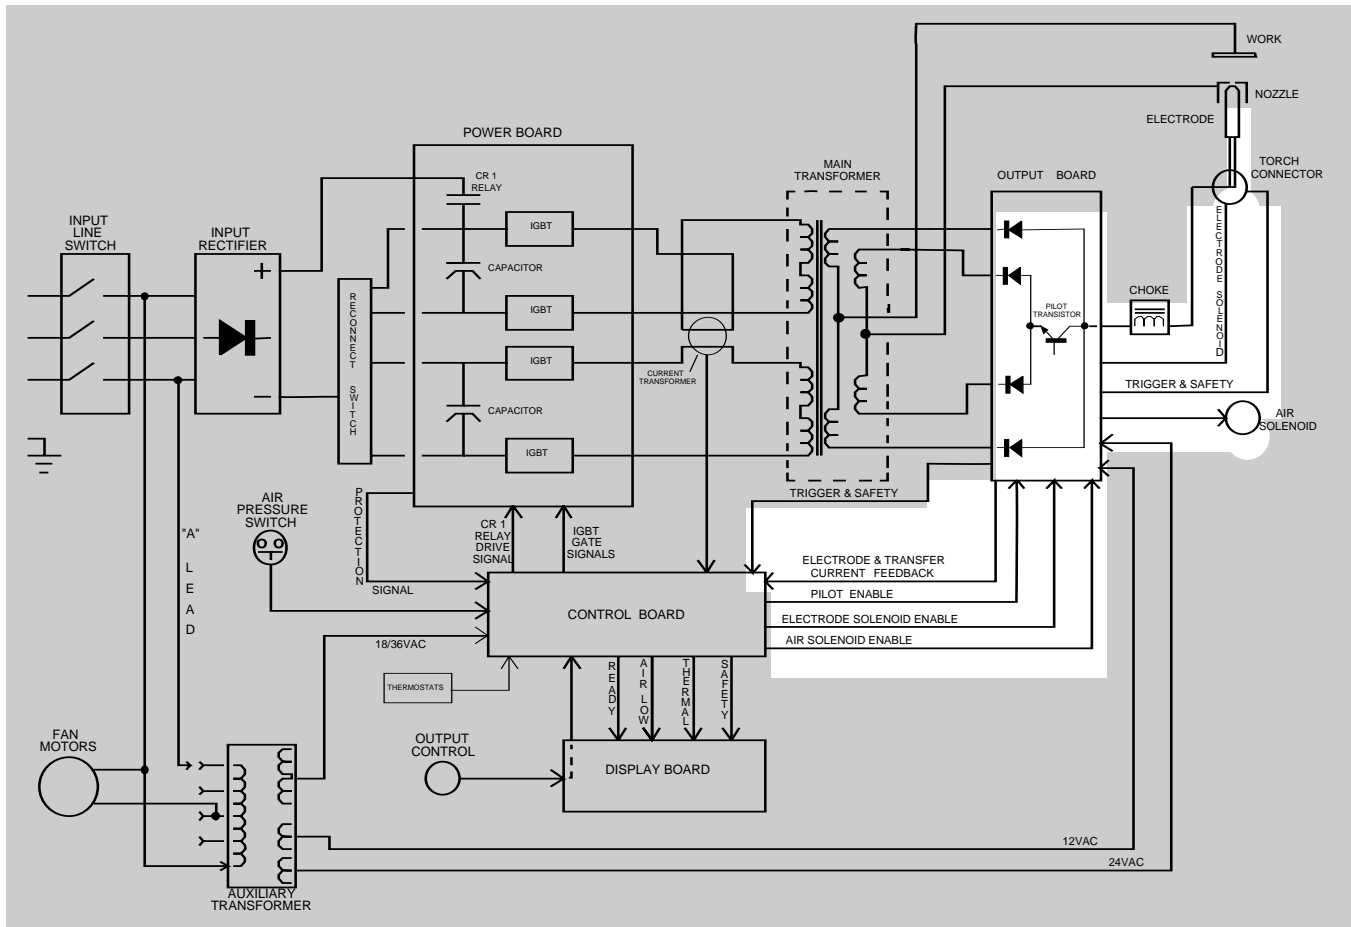 WORK
NOZZLE
ELECTRODE
TORCH
CONNECTOR
POWER BOARD
MAIN
TRANSFORMER
OUTPUT BOARD
CR 1
RELAY
INPUT
LINE
SWITCH
INPUT
RECTIFIER
+
−
IGBT
CAPACITOR
IGBT
IGBT
CAPACITOR
IGBT
RECONNECT SWITCH
CURRENT
TRANSFORMER
PILOT
TRANSISTOR
CHOKE
ELECTRODE SOLENOID
TRIGGER & SAFETY
AIR
SOLENOID
TRIGGER & SAFETY
AIR
PRESSURE
SWITCH
"A" LEAD
PROTECTION
SIGNAL
CR 1
RELAY
DRIVE
SIGNAL
IGBT
GATE
SIGNALS
ELECTRODE & TRANSFER
CURRENT FEEDBACK
PILOT ENABLE
ELECTRODE SOLENOID ENABLE
AIR SOLENOID ENABLE
CONTROL BOARD
18/36VAC
THERMOSTATS
READY
AIR LOW
THERMAL
SAFETY
FAN
MOTORS
OUTPUT
CONTROL
DISPLAY BOARD
12VAC
24VAC
AUXILIARY
TRANSFORMER